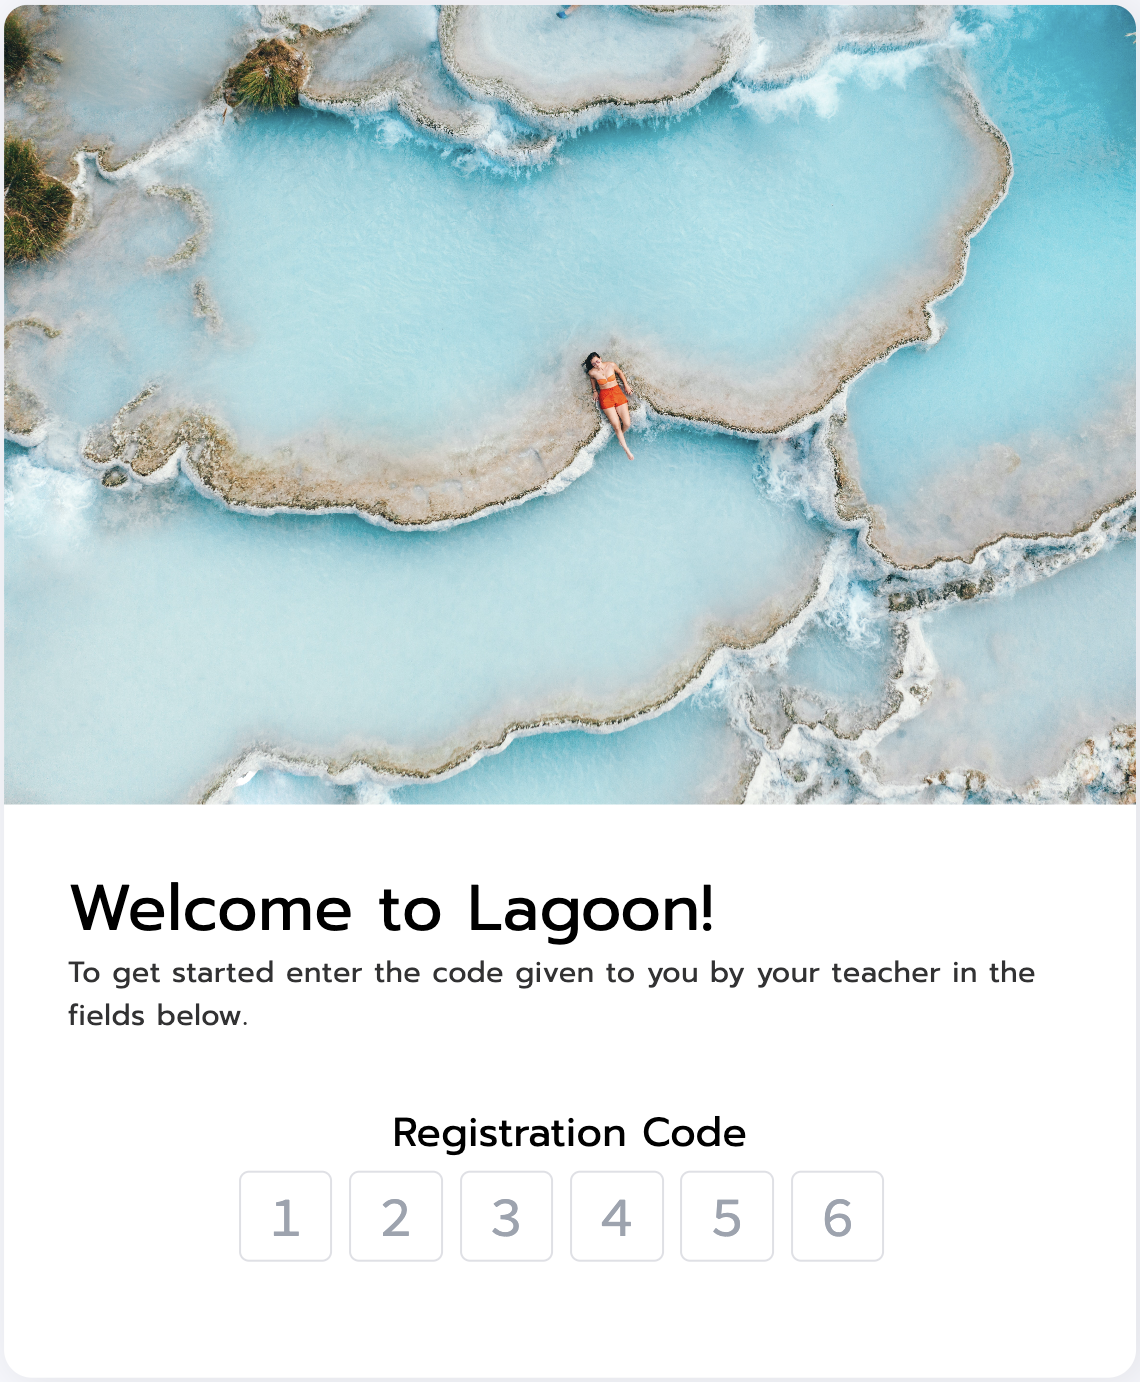 Welcome to Lagoon!
To get started enter the code given to you by your teacher in the
fields below.
Registration Code
1 2 3 4 5 6